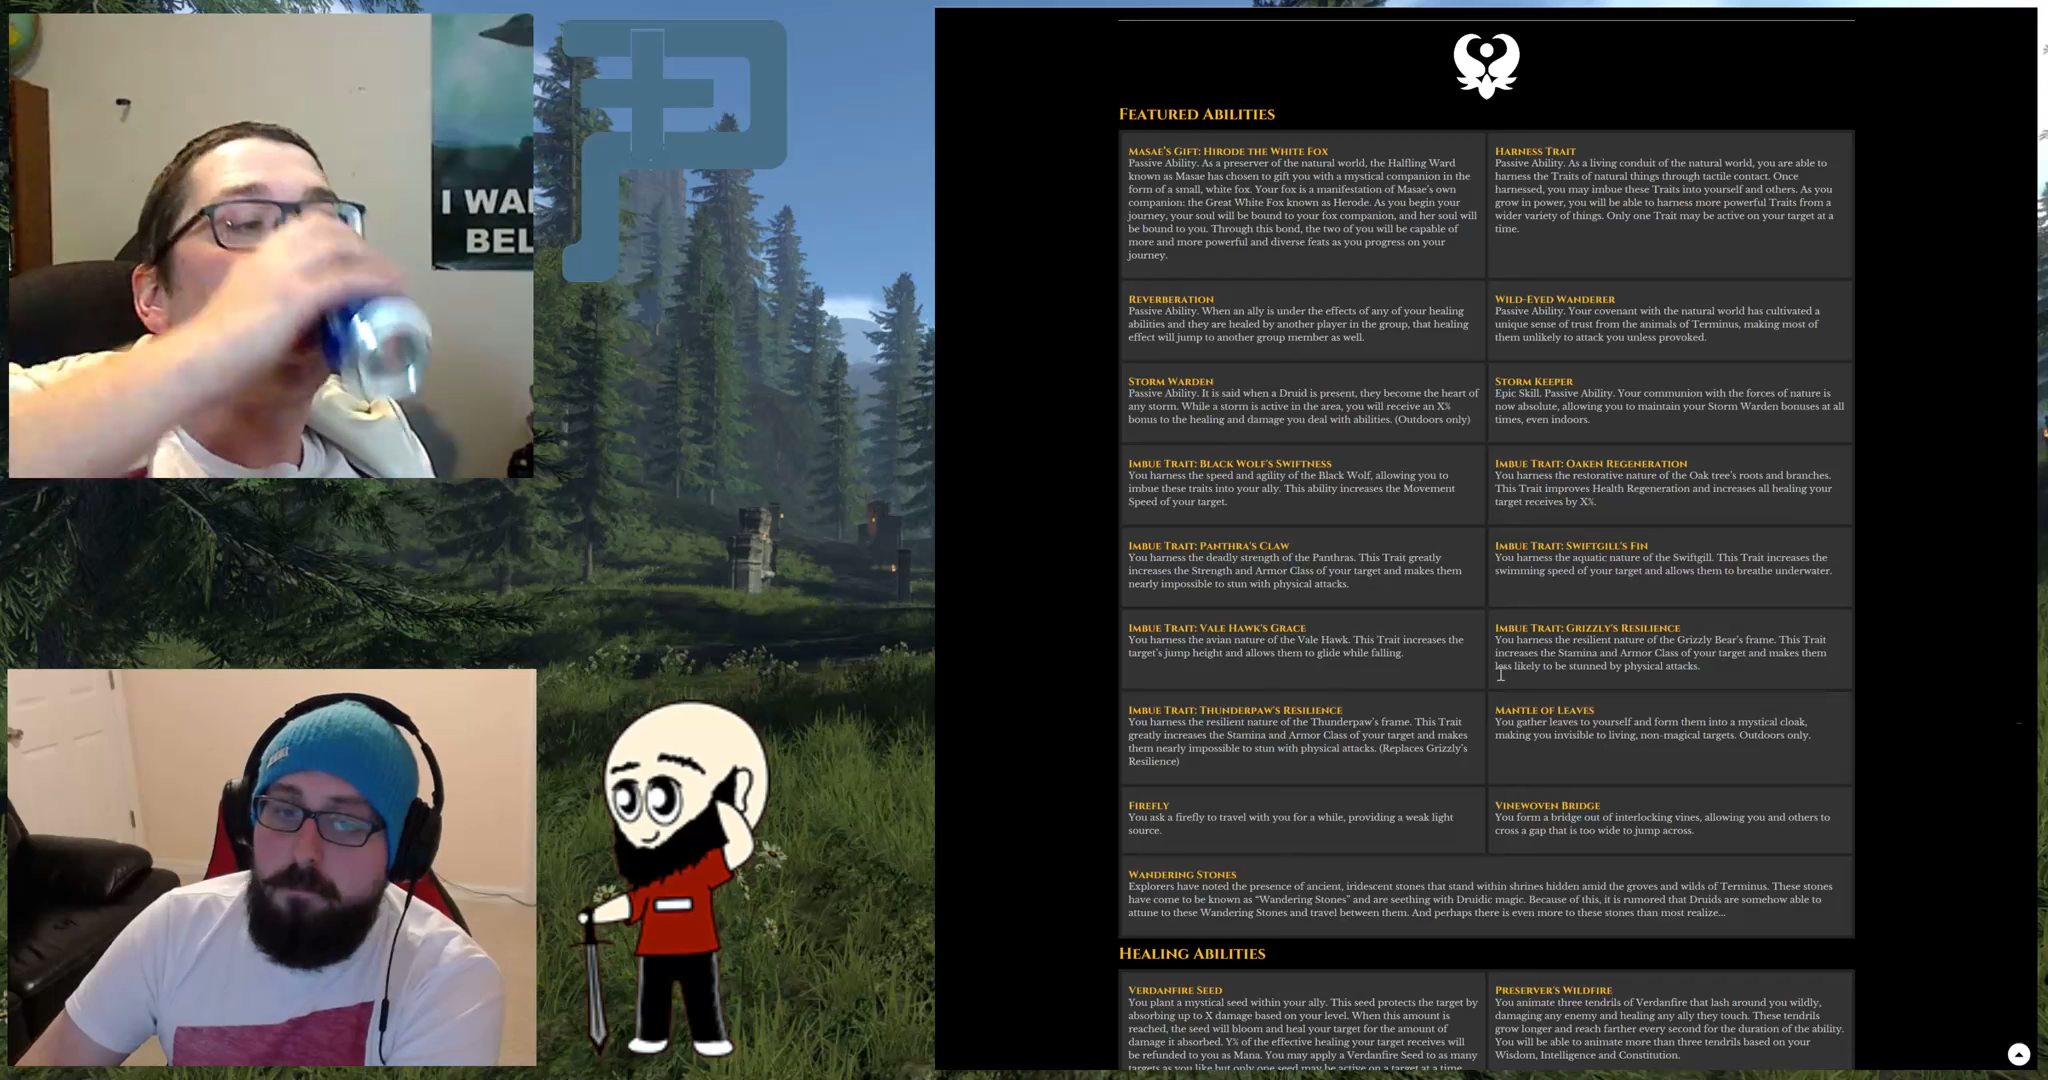 I WA
BEL
FEATURED ABILITIES
MASAE'S GIFT: HIRODE THE WHITE FOX
Passive Ability. As a preserver of the natural world, the Halfling Ward
known as Masae has chosen to gift you with a mystical companion in the
form of a small, white fox. Your fox is a manifestation of Masae's own
companion: the Great White Fox known as Herode. As you begin your
journey, your soul will be bound to your fox companion, and her soul will
be bound to you. Through this bond, the two of you will be capable of
more and more powerful and diverse feats as you progress on your
journey.
HARNESS TRAIT
Passive Ability. As a living conduit of the natural world, you are able to
harness the Traits of natural things through tactile contact. Once
harnessed, you may imbue these Traits into yourself and others. As you
grow in power, you will be able to harness more powerful Traits from a
wider variety of things. Only one Trait may be active on your target at a
time.
REVERBERATION
Passive Ability. When an ally is under the effects of any of your healing
abilities and they are healed by another player in the group, that healing
effect will jump to another group member as well.
WILD-EYED WANDERER
Passive Ability. Your covenant with the natural world has cultivated a
unique sense of trust from the animals of Terminus, making most of
them unlikely to attack you unless provoked.
STORM WARDEN
Passive Ability. It is said when a Druid is present, they become the heart of
any storm. While a storm is active in the area, you will receive an X%
bonus to the healing and damage you deal with abilities. (Outdoors only)
STORM KEEPER
Epic Skill. Passive Ability. Your communion with the forces of nature is
now absolute, allowing you to maintain your Storm Warden bonuses at all
times, even indoors.
IMBUE TRAIT: BLACK WOLF'S SWIFTNESS
You harness the speed and agility of the Black Wolf, allowing you to
imbue these traits into your ally. This ability increases the Movement
Speed of your target.
IMBUE TRAIT: OAKEN REGENERATION
You harness the restorative nature of the Oak tree's roots and branches.
This Trait improves Health Regeneration and increases all healing your
target receives by X%.
IMBUE TRAIT: PANTHRA'S CLAW
You harness the deadly strength of the Panthras. This Trait greatly
increases the Strength and Armor Class of your target and makes them
nearly impossible to stun with physical attacks.
IMBUE TRAIT: SWIFTGILL'S FIN
You harness the aquatic nature of the Swiftgill. This Trait increases the
swimming speed of your target and allows them to breathe underwater.
IMBUE TRAIT: VALE HAWK'S GRACE
You harness the avian nature of the Vale Hawk. This Trait increases the
target's jump height and allows them to glide while falling.
IMBUE TRAIT: GRIZZLY'S RESILIENCE
You harness the resilient nature of the Grizzly Bear's frame. This Trait
increases the Stamina and Armor Class of your target and makes them
less likely to be stunned by physical attacks.
IMBUE TRAIT: THUNDERPAW'S RESILIENCE
You harness the resilient nature of the Thunderpaw's frame. This Trait
greatly increases the Stamina and Armor Class of your target and makes
them nearly impossible to stun with physical attacks. (Replaces Grizzly's
Resilience)
MANTLE OF LEAVES
You gather leaves to yourself and form them into a mystical cloak,
making you invisible to living, non-magical targets. Outdoors only.
FIREFLY
You ask a firefly to travel with you for a while, providing a weak light
source.
VINEWOVEN BRIDGE
You form a bridge out of interlocking vines, allowing you and others to
cross a gap that is too wide to jump across.
WANDERING STONES
Explorers have noted the presence of ancient, iridescent stones that stand within shrines hidden amid the groves and wilds of Terminus. These stones
have come to be known as "Wandering Stones" and are seething with Druidic magic. Because of this, it is rumored that Druids are somehow able to
attune to these Wandering Stones and travel between them. And perhaps there is even more to these stones than most realize...
HEALING ABILITIES
VERDANFIRE SEED
You plant a mystical seed within your ally. This seed protects the target by
absorbing up to X damage based on your level. When this amount is
reached, the seed will bloom and heal your target for the amount of
damage it absorbed. Y% of the effective healing your target receives will
be refunded to you as Mana. You may apply a Verdanfire Seed to as many
targets as you like but only one seed may be active on a target at a time.
PRESERVER'S WILDFIRE
You animate three tendrils of Verdanfire that lash around you wildly,
damaging any enemy and healing any ally they touch. These tendrils
grow longer and reach farther every second for the duration of the ability.
You will be able to animate more than three tendrils based on your
Wisdom, Intelligence and Constitution.